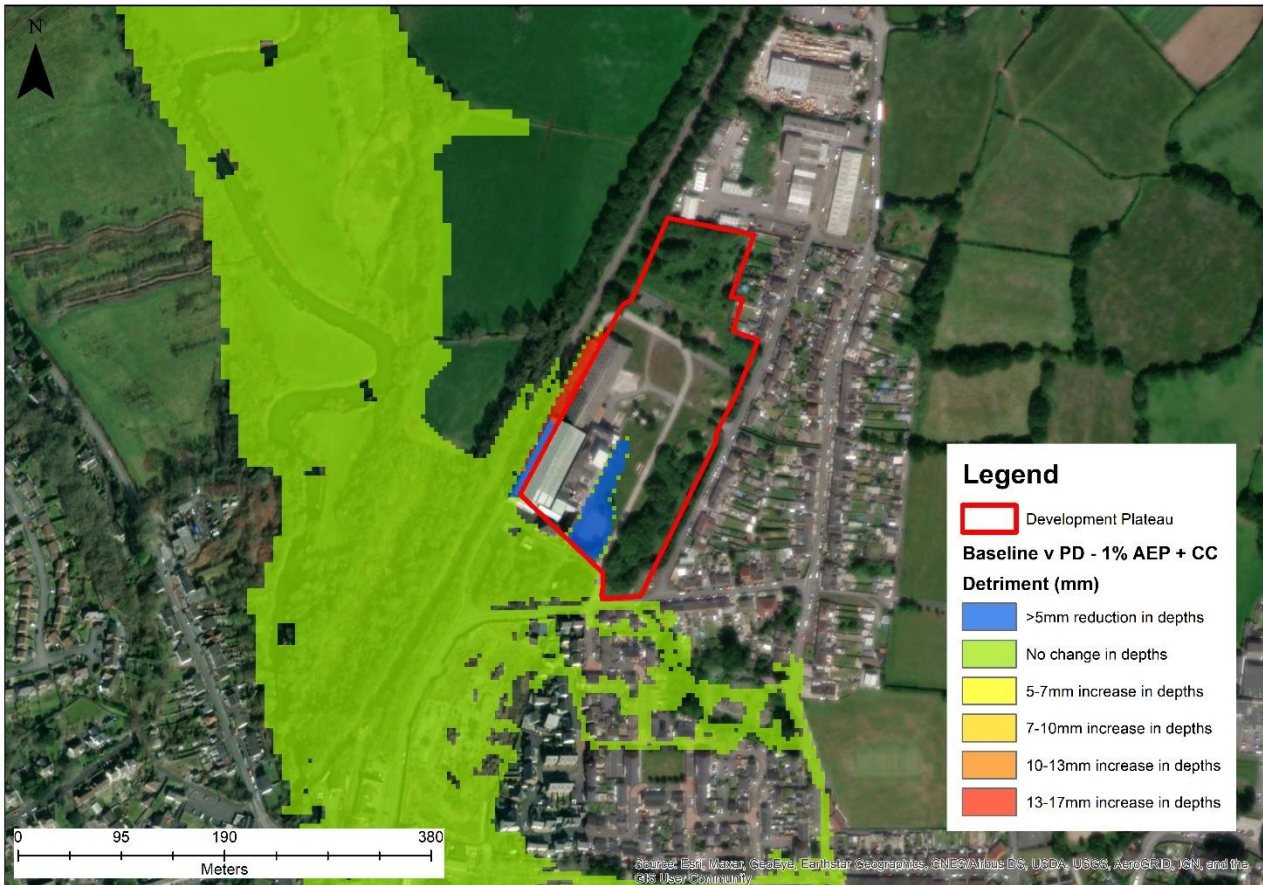 N
Legend
Development Plateau
Baseline v PD - 1% AEP + CC
Detriment (mm)
>5mm reduction in depths
No change in depths
5-7mm increase in depths
7-10mm increase in depths
10-13mm increase in depths
13-17mm increase in depths
0 95 190 380
Meters
Source: Esri, Maxar, GeoEye, Earthstar Geographics, CNES/Airbus DS, USDA, USGS, AeroGRID, IGN, and the
GIS User Community